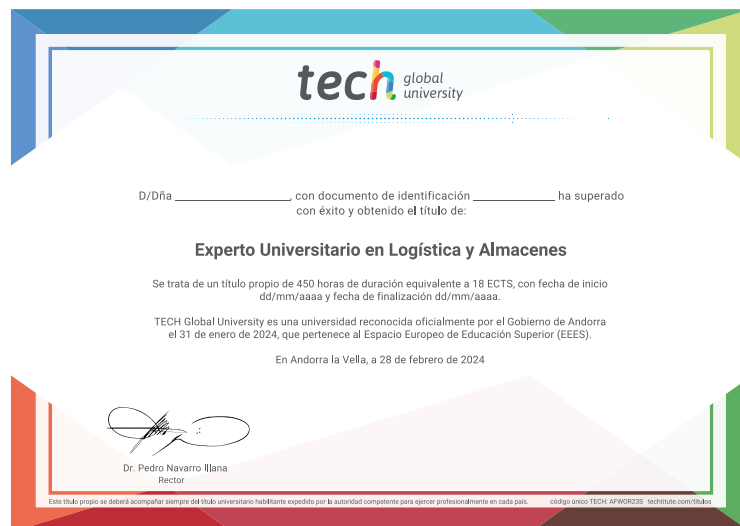 tech global
university
D/Dña ____________________, con documento de identificación ______________ ha superado
con éxito y obtenido el título de:
Experto Universitario en Logística y Almacenes
Se trata de un título propio de 450 horas de duración equivalente a 18 ECTS, con fecha de inicio
dd/mm/aaaa y fecha de finalización dd/mm/aaaa.
TECH Global University es una universidad reconocida oficialmente por el Gobierno de Andorra
el 31 de enero de 2024, que pertenece al Espacio Europeo de Educación Superior (EEES).
En Andorra la Vella, a 28 de febrero de 2024
Dr. Pedro Navarro Illana
Rector
Este título propio se deberá acompañar siempre del título universitario habilitante expedido por la autoridad competente para ejercer profesionalmente en cada país. código único TECH: AFWOR23S techtitute.com/titulos